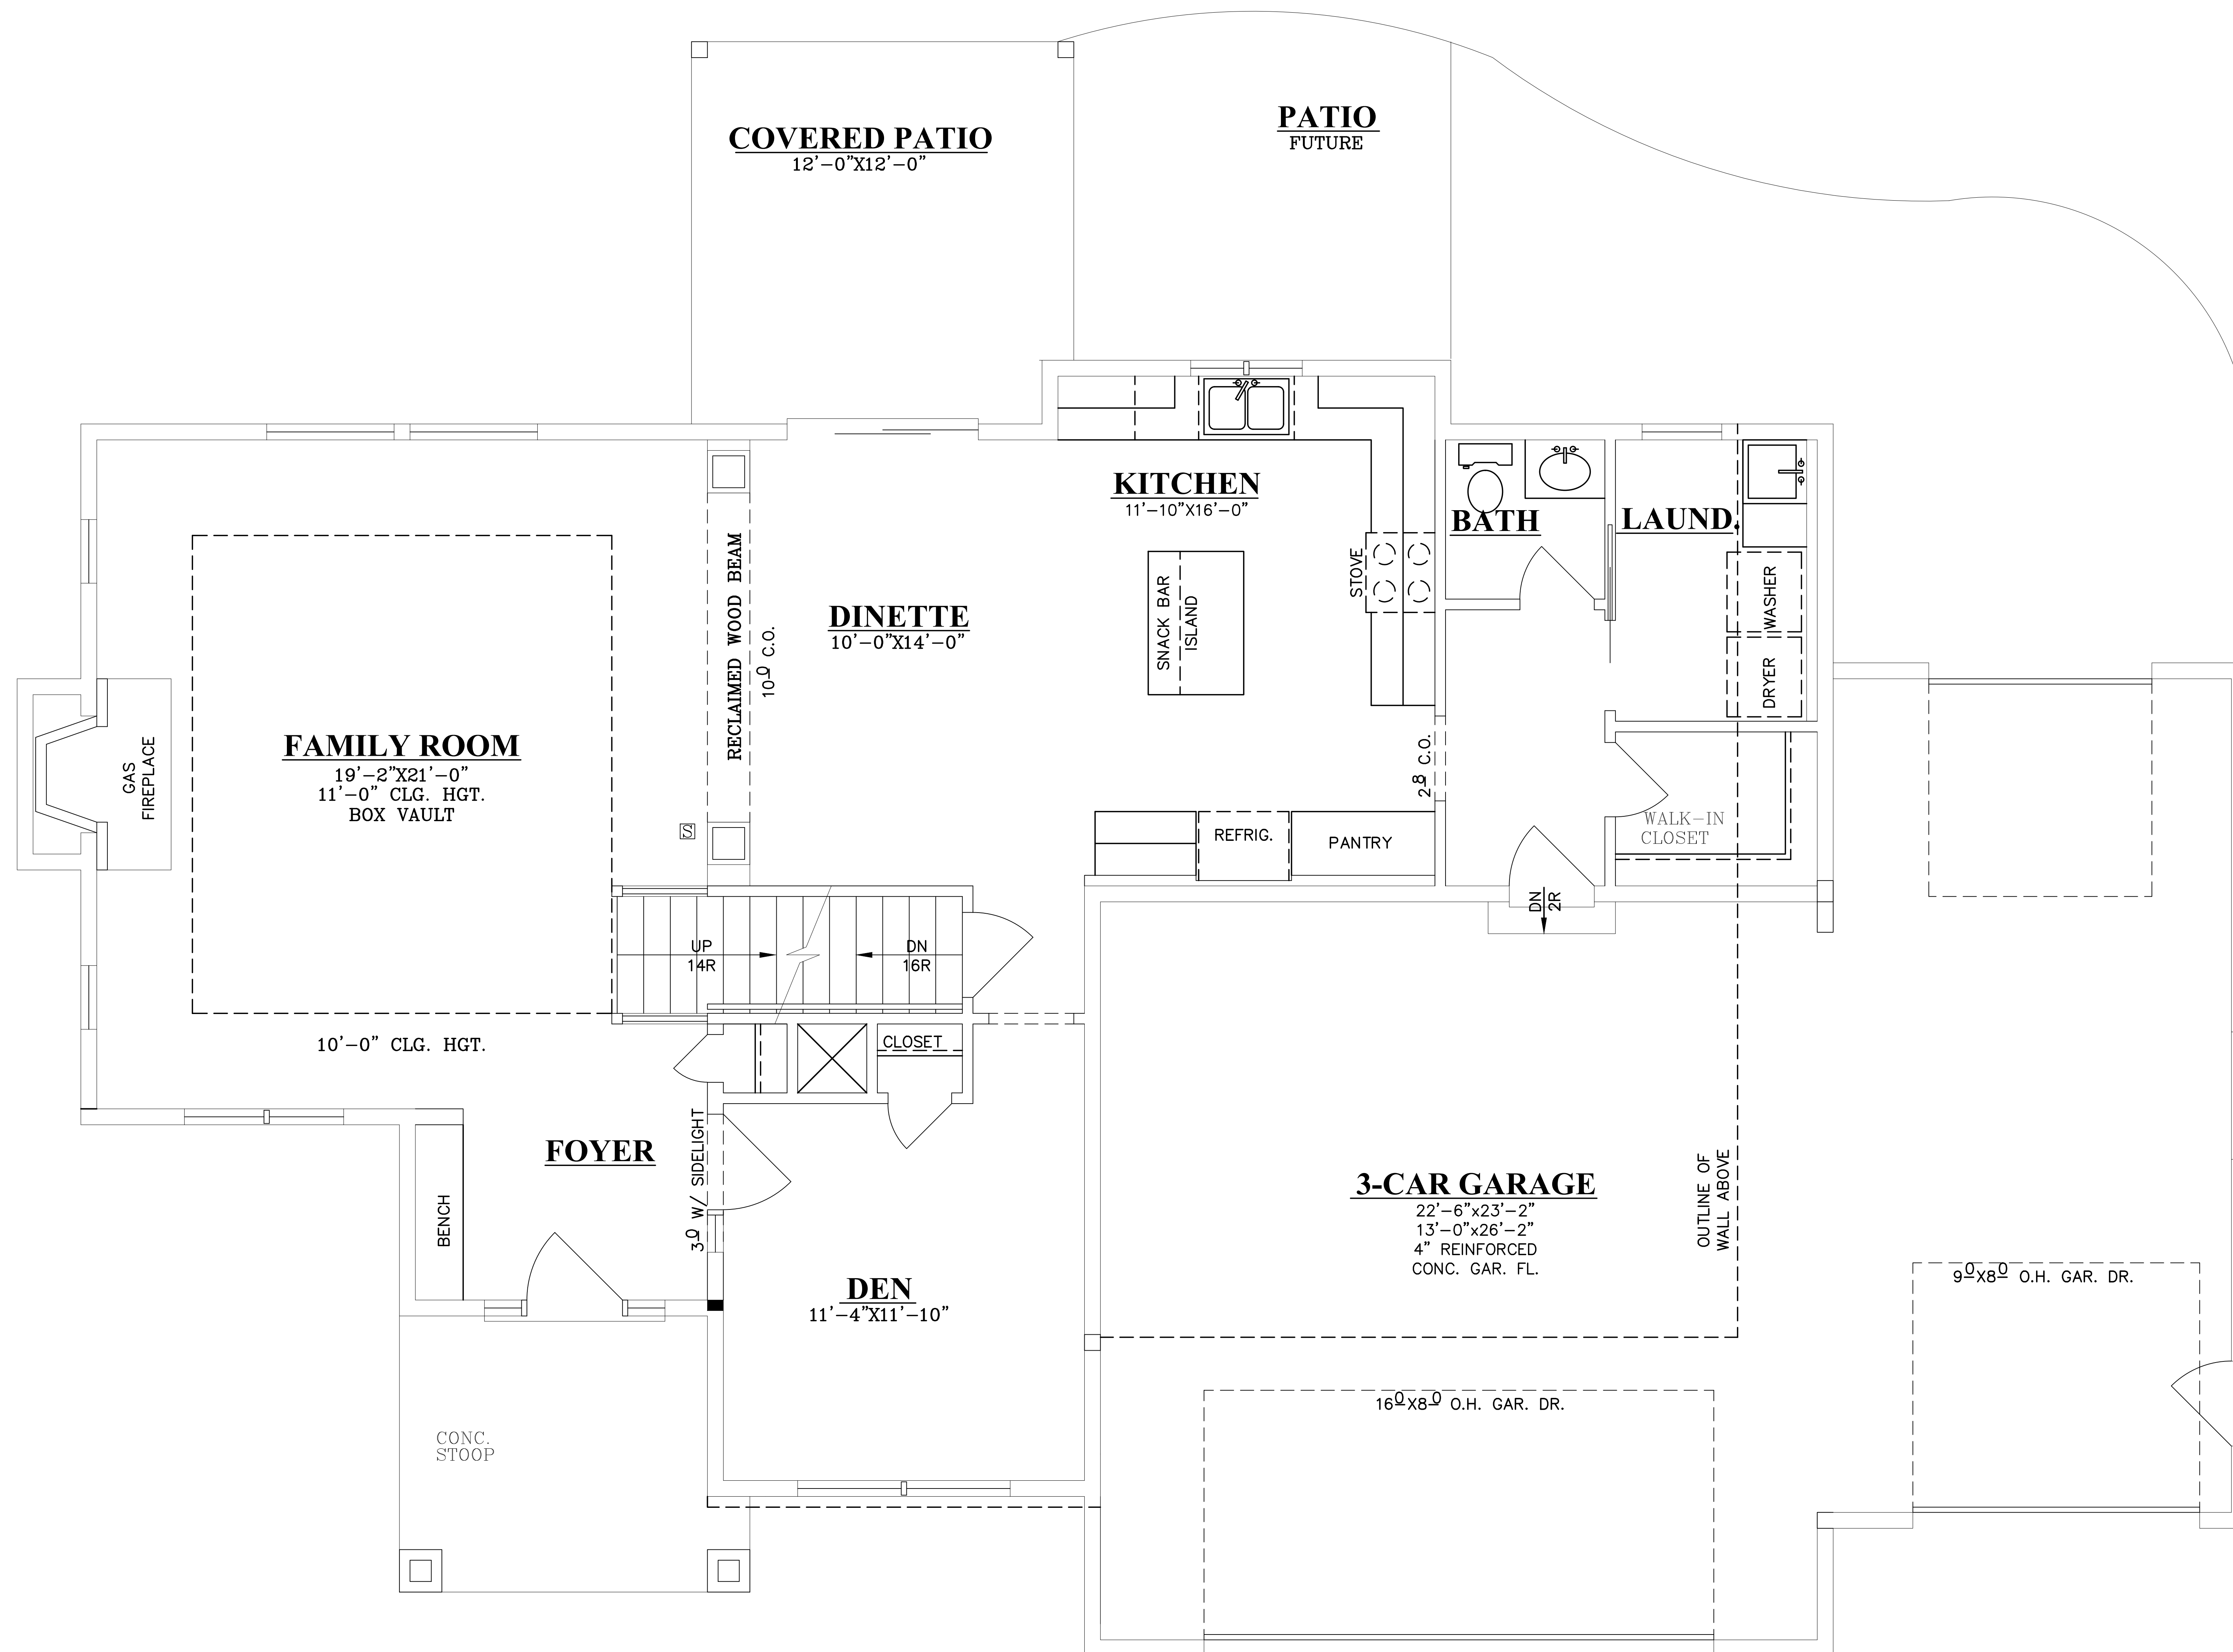 COVERED PATIO
12'-0"X12'-0"
PATIO
FUTURE
KITCHEN
11'-10"X16'-0"
BATH
LAUND.
STOVE
SNACK BAR
ISLAND
WASHER
DRYER
RECLAIMED WOOD BEAM
10-0 C.O.
DINETTE
10'-0"X14'-0"
FAMILY ROOM
19'-2"X21'-0"
11'-0" CLG. HGT.
BOX VAULT
GAS
FIREPLACE
S
2-8 C.O.
REFRIG.
PANTRY
WALK-IN
CLOSET
DN
2R
UP
14R
DN
16R
10'-0" CLG. HGT.
CLOSET
FOYER
BENCH
3-0 W/ SIDELIGHT
DEN
11'-4"X11'-10"
3-CAR GARAGE
22'-6"x23'-2"
13'-0"x26'-2"
4" REINFORCED
CONC. GAR. FL.
OUTLINE OF
WALL ABOVE
9-0X8-0 O.H. GAR. DR.
16-0X8-0 O.H. GAR. DR.
CONC.
STOOP